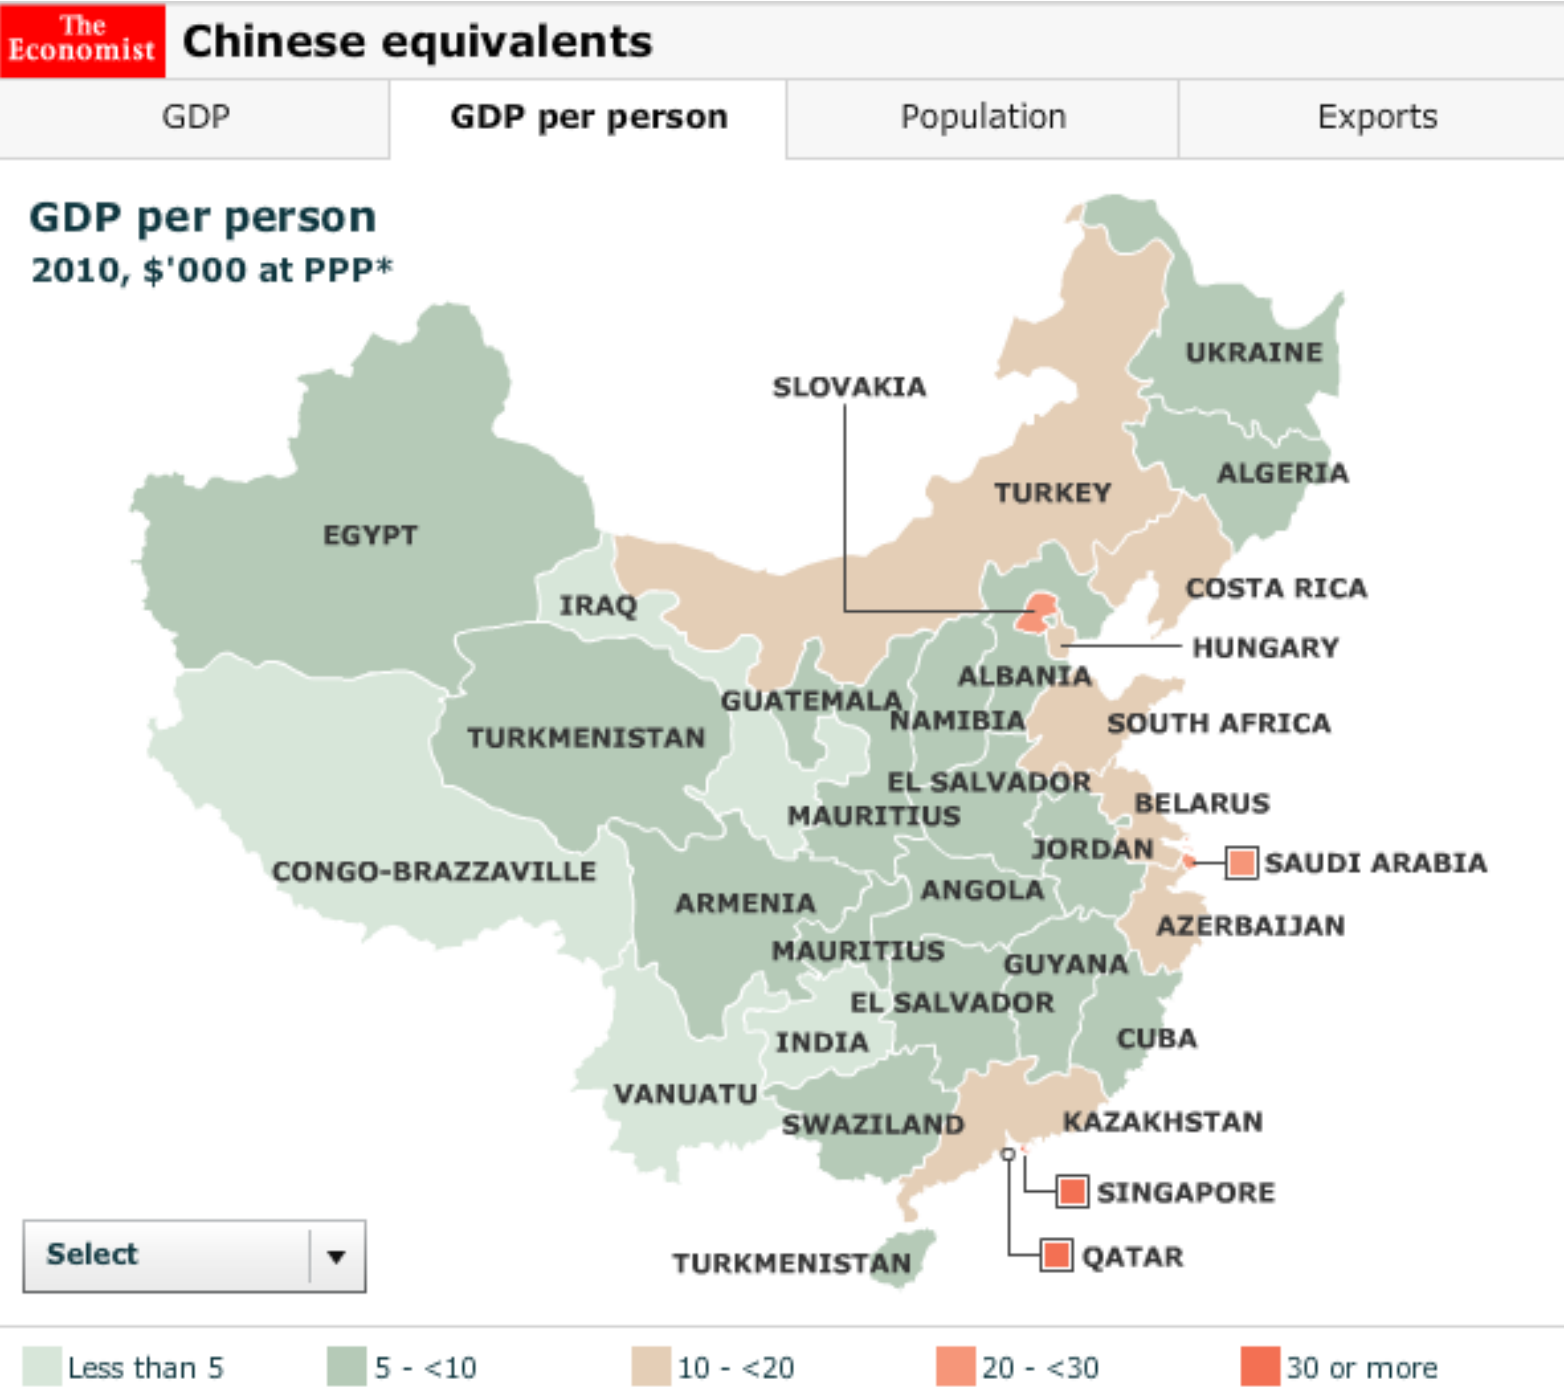 The
Economist
Chinese equivalents
GDP
GDP per person
Population
Exports
GDP per person
2010, $'000 at PPP*
SLOVAKIA
UKRAINE
ALGERIA
TURKEY
EGYPT
IRAQ
COSTA RICA
HUNGARY
ALBANIA
GUATEMALA
NAMIBIA
SOUTH AFRICA
TURKMENISTAN
EL SALVADOR
BELARUS
MAURITIUS
JORDAN
SAUDI ARABIA
CONGO-BRAZZAVILLE
ANGOLA
ARMENIA
AZERBAIJAN
MAURITIUS
GUYANA
EL SALVADOR
CUBA
INDIA
VANUATU
SWAZILAND
KAZAKHSTAN
SINGAPORE
QATAR
TURKMENISTAN
Select
Less than 5
5 - <10
10 - <20
20 - <30
30 or more